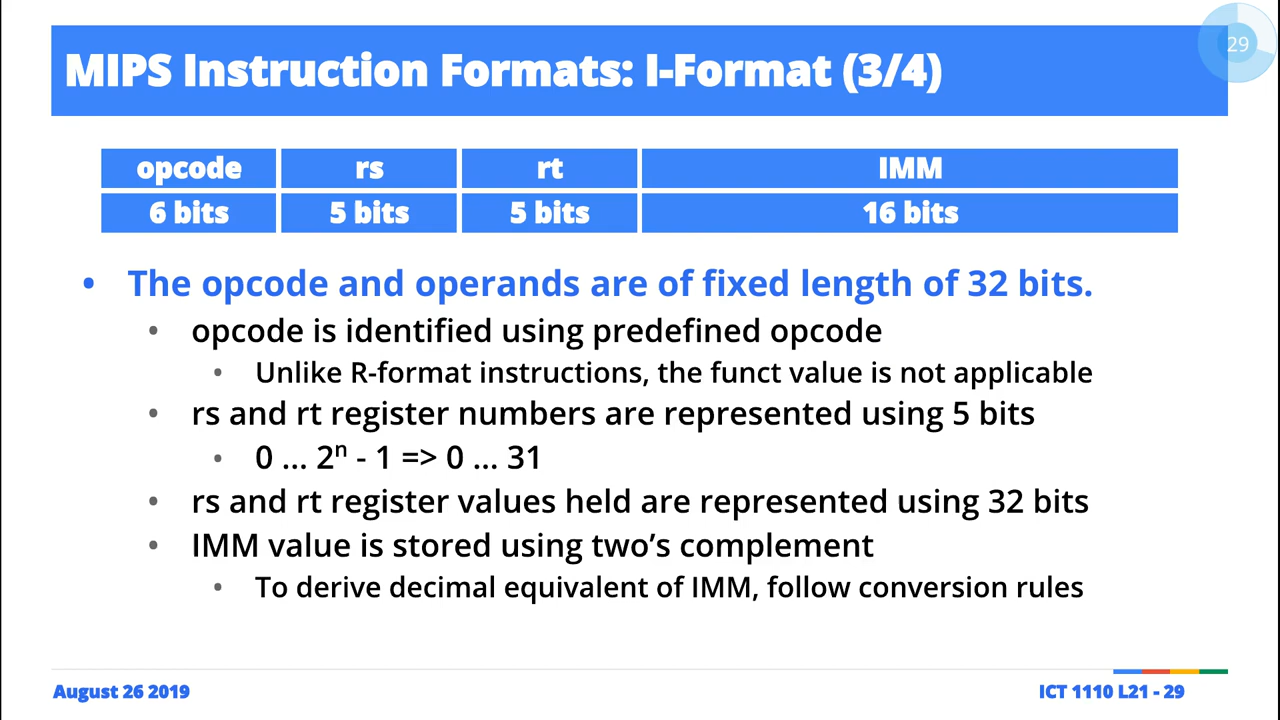 29
MIPS Instruction Formats: I-Format (3/4)
opcode rs rt IMM
6 bits 5 bits 5 bits 16 bits
• The opcode and operands are of fixed length of 32 bits.
• opcode is identified using predefined opcode
• Unlike R-format instructions, the funct value is not applicable
• rs and rt register numbers are represented using 5 bits
• 0 ... 2ⁿ - 1 => 0 ... 31
• rs and rt register values held are represented using 32 bits
• IMM value is stored using two’s complement
• To derive decimal equivalent of IMM, follow conversion rules
August 26 2019 ICT 1110 L21 - 29